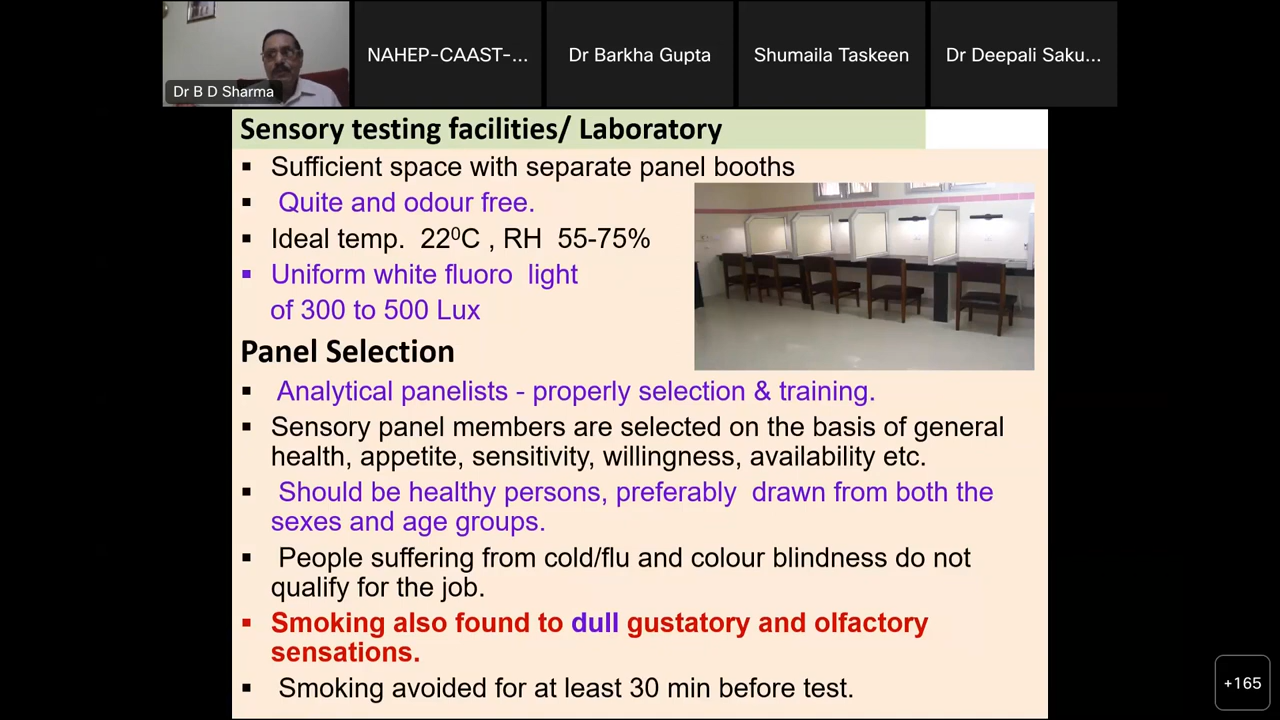 Dr B D Sharma
NAHEP-CAAST-...
Dr Barkha Gupta
Shumaila Taskeen
Dr Deepali Saku...
Sensory testing facilities/ Laboratory
▪ Sufficient space with separate panel booths
▪ Quite and odour free.
▪ Ideal temp. 22⁰C , RH 55-75%
▪ Uniform white fluoro light
of 300 to 500 Lux
Panel Selection
▪ Analytical panelists - properly selection & training.
▪ Sensory panel members are selected on the basis of general
health, appetite, sensitivity, willingness, availability etc.
▪ Should be healthy persons, preferably drawn from both the
sexes and age groups.
▪ People suffering from cold/flu and colour blindness do not
qualify for the job.
▪ Smoking also found to dull gustatory and olfactory
sensations.
▪ Smoking avoided for at least 30 min before test.
+165